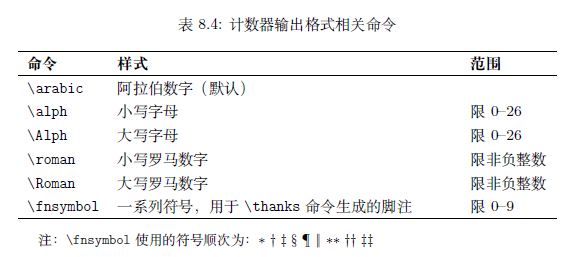 表 8.4: 计数器输出格式相关命令
命令 样式 范围
\arabic 阿拉伯数字（默认）
\alph 小写字母 限 0–26
\Alph 大写字母 限 0–26
\roman 小写罗马数字 限非负整数
\Roman 大写罗马数字 限非负整数
\fnsymbol 一系列符号，用于 \thanks 命令生成的脚注 限 0–9
注：\fnsymbol 使用的符号顺次为：∗ † ‡ § ¶ ‖ ∗∗ †† ‡‡